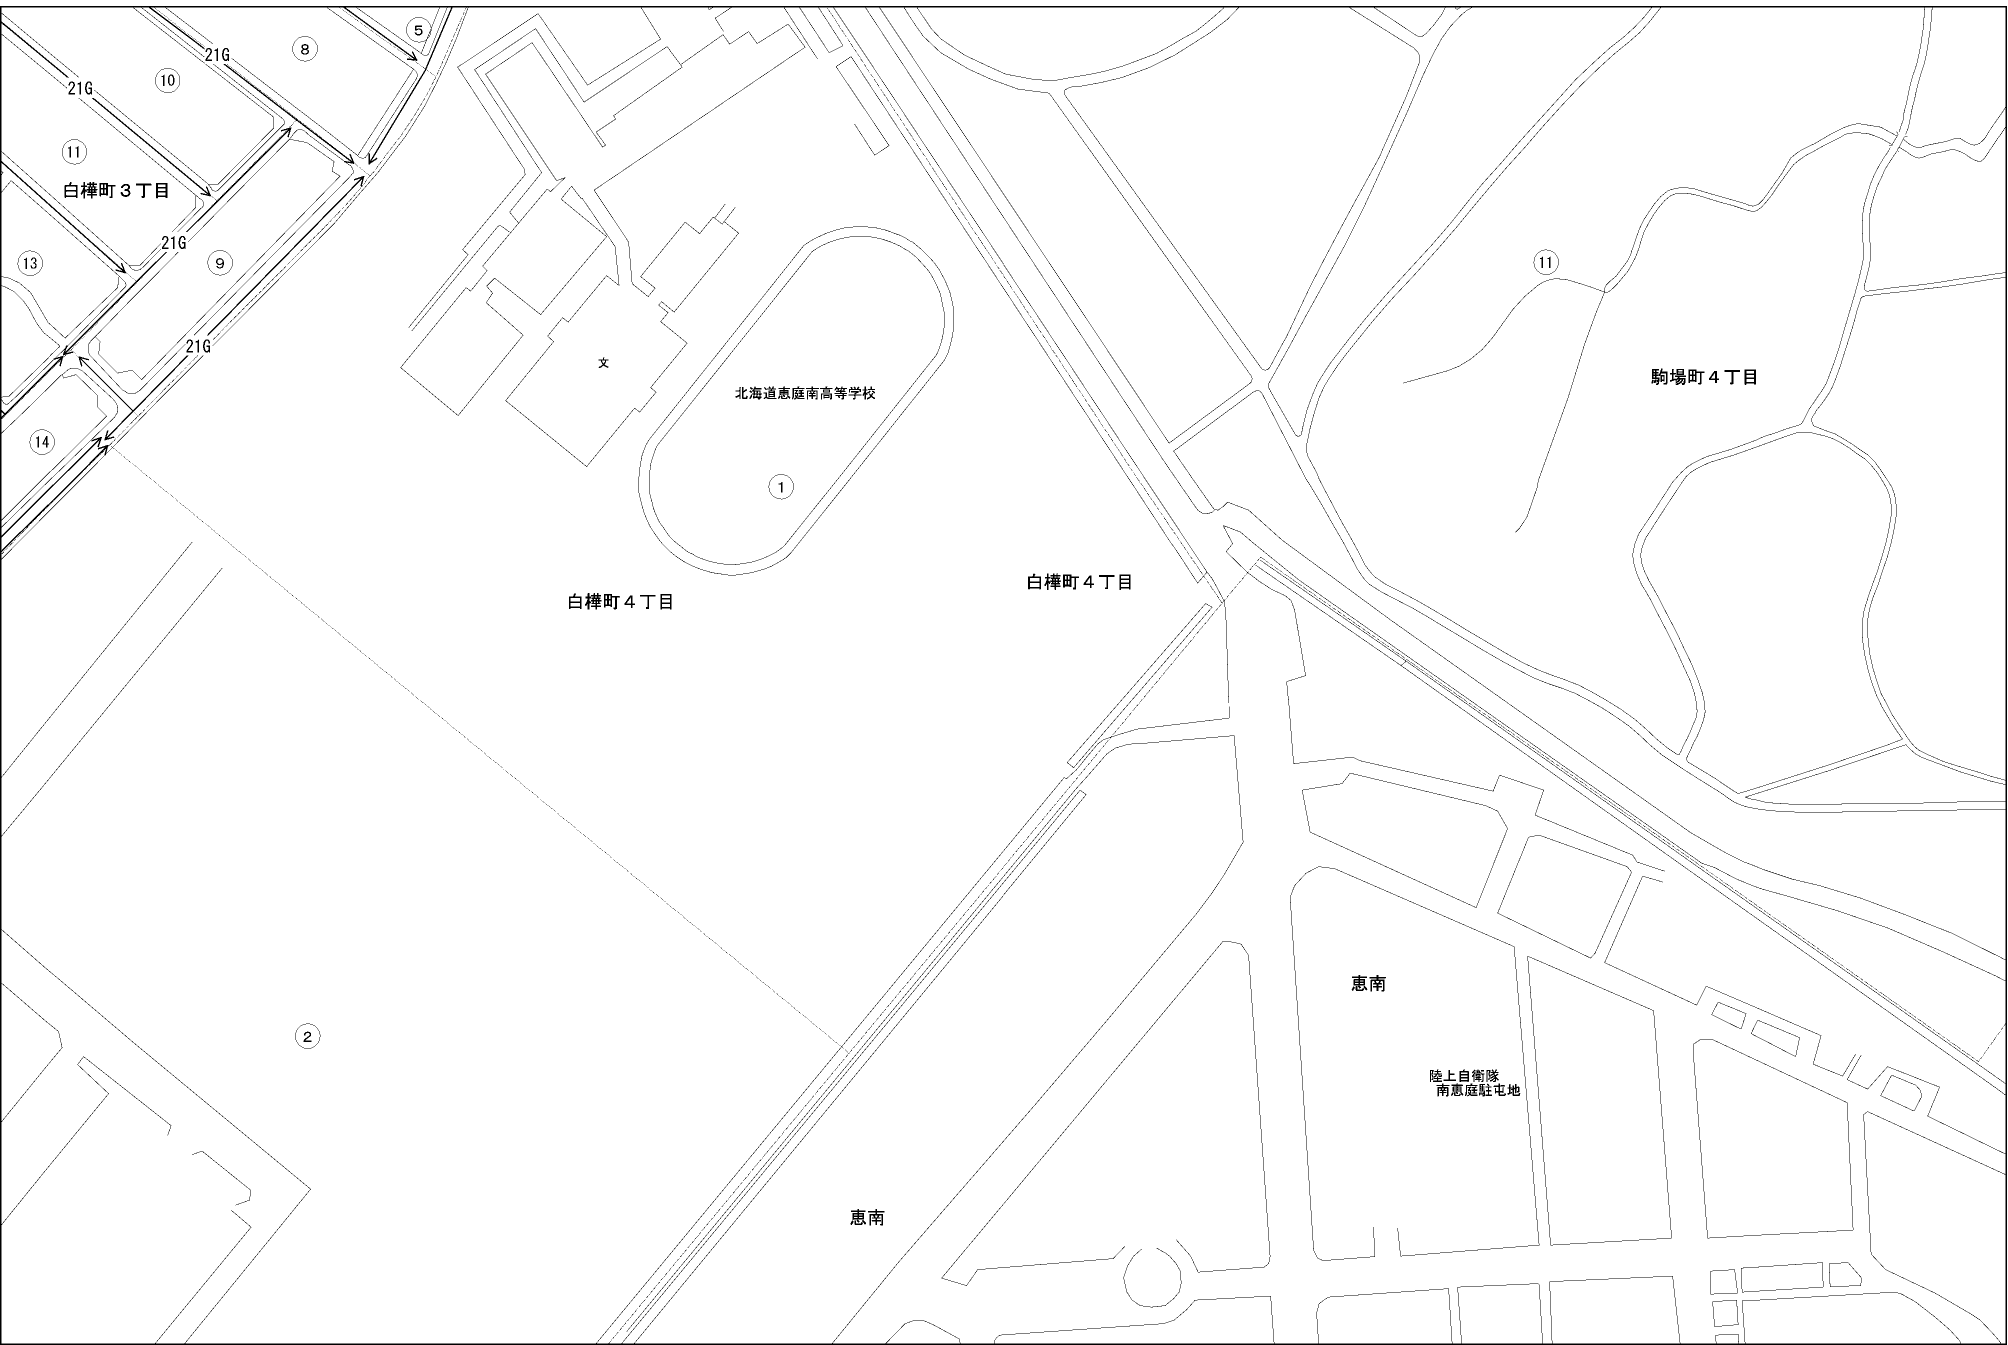 5
8
21G
10
21G
11
白樺町３丁目
21G
9
13
11
21G
文
駒場町４丁目
北海道恵庭南高等学校
14
1
白樺町４丁目
白樺町４丁目
恵南
2
陸上自衛隊
南恵庭駐屯地
恵南